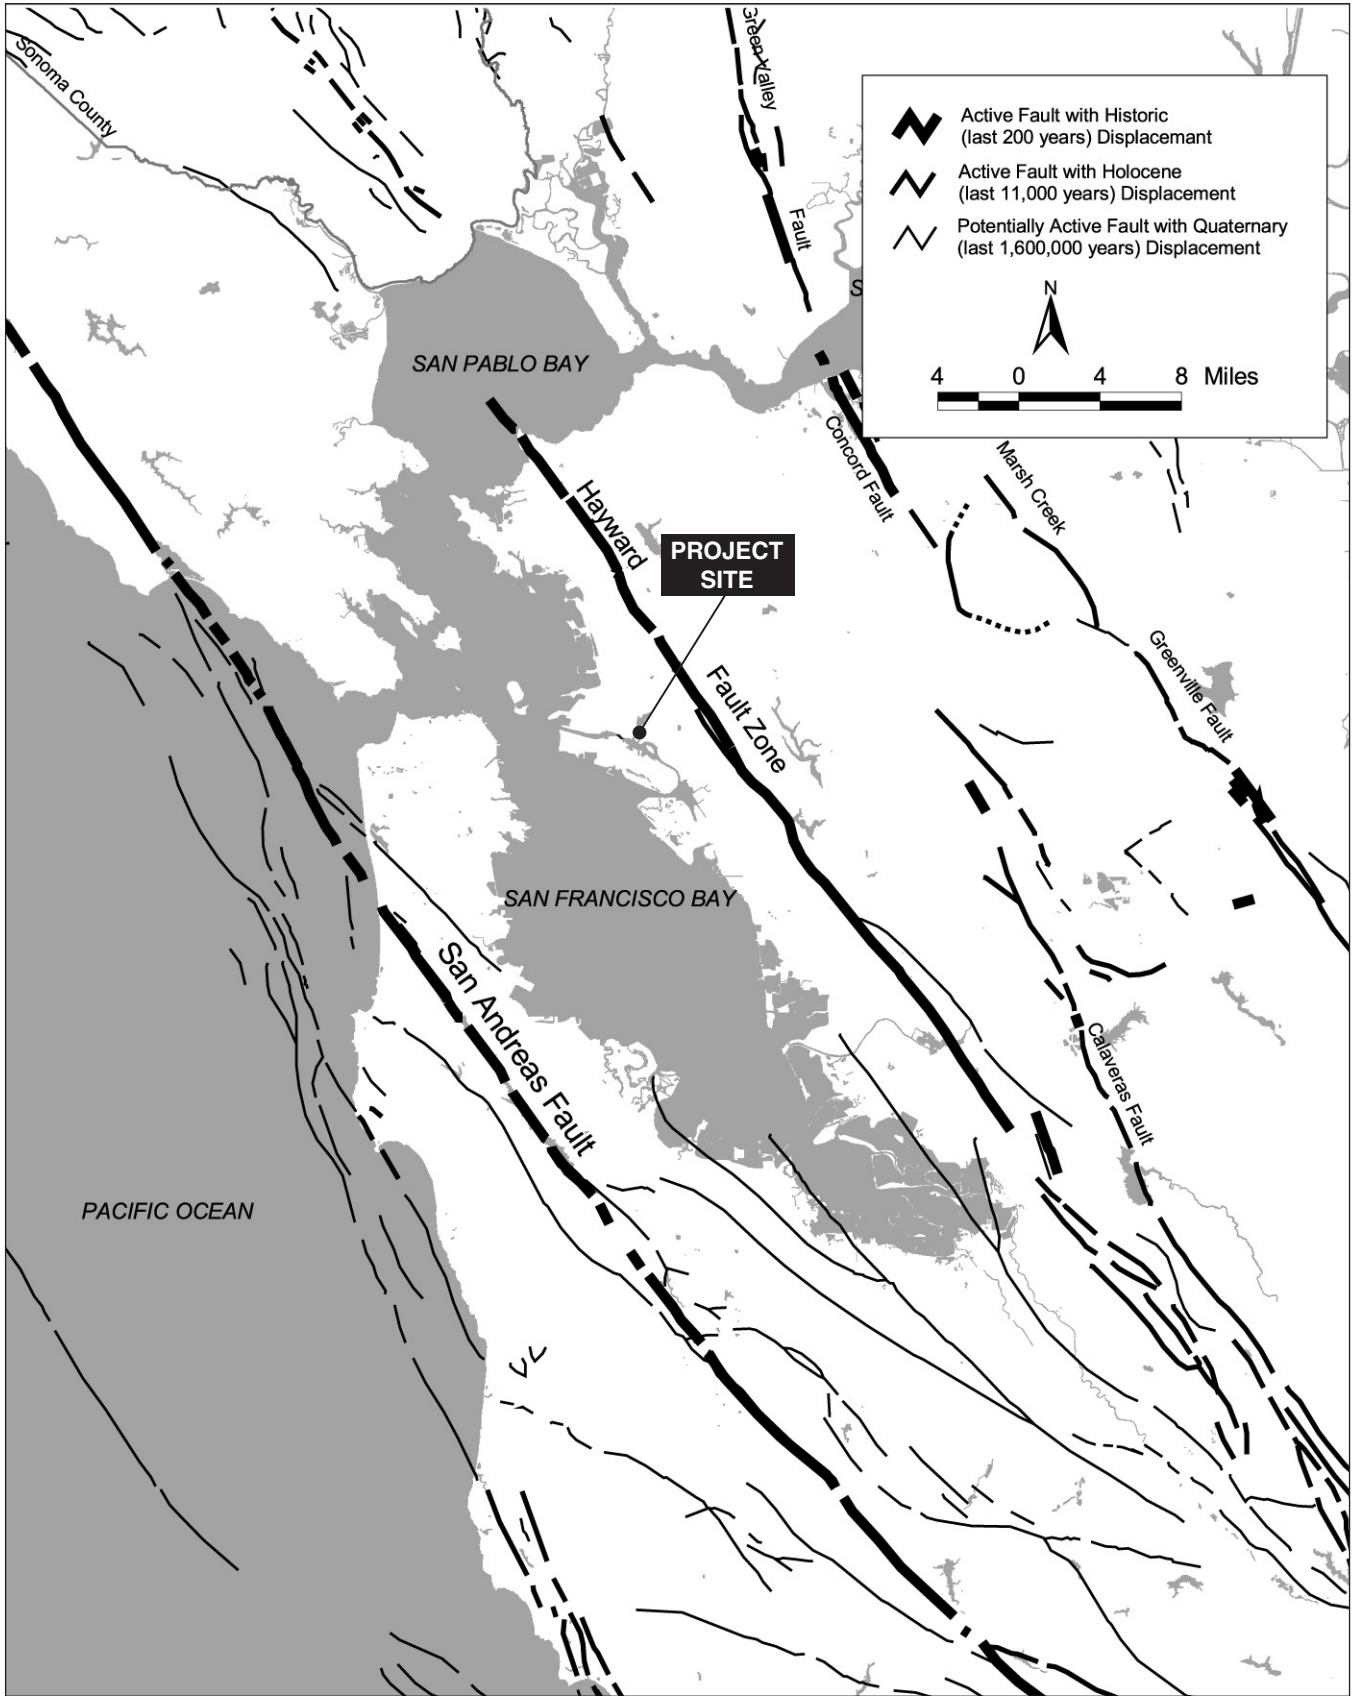 Sonoma County
Green Valley
Fault
Active Fault with Historic
(last 200 years) Displacemant
Active Fault with Holocene
(last 11,000 years) Displacement
Potentially Active Fault with Quaternary
(last 1,600,000 years) Displacement
S
N
4 0 4 8 Miles
SAN PABLO BAY
Concord Fault
Marsh Creek
Hayward
Fault Zone
PROJECT
SITE
Greenville Fault
SAN FRANCISCO BAY
San Andreas Fault
Calaveras Fault
PACIFIC OCEAN